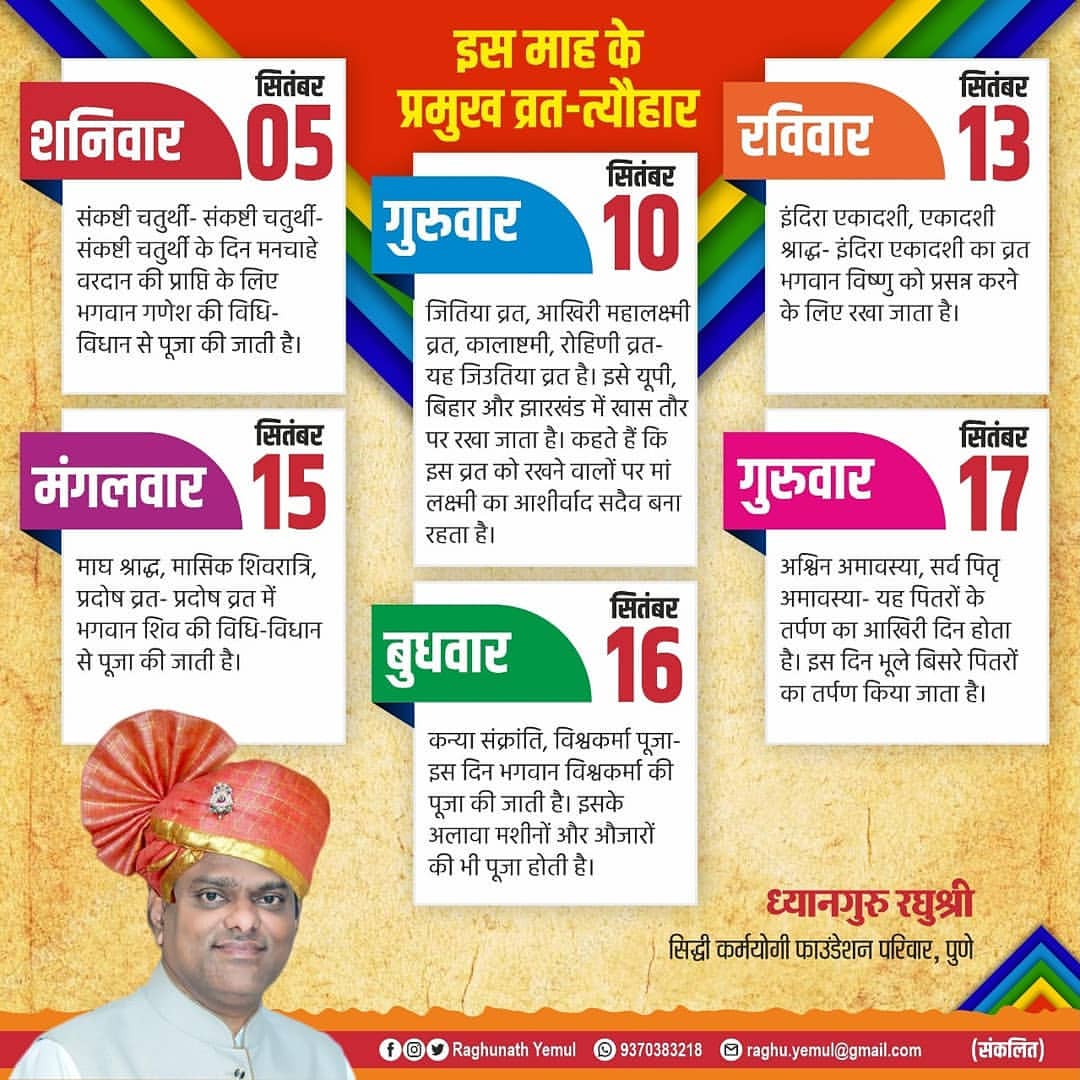 इस माह के
प्रमुख व्रत-त्यौहार
शनिवार
सितंबर
05
संकष्टी चतुर्थी- संकष्टी चतुर्थी-
संकष्टी चतुर्थी के दिन मनचाहे
वरदान की प्राप्ति के लिए
भगवान गणेश की विधि-
विधान से पूजा की जाती है।
गुरुवार
सितंबर
10
जितिया व्रत, आखिरी महालक्ष्मी
व्रत, कालाष्टमी, रोहिणी व्रत-
यह जिउतिया व्रत है। इसे यूपी,
बिहार और झारखंड में खास तौर
पर रखा जाता है। कहते हैं कि
इस व्रत को रखने वालों पर मां
लक्ष्मी का आशीर्वाद सदैव बना
रहता है।
रविवार
सितंबर
13
इंदिरा एकादशी, एकादशी
श्राद्ध- इंदिरा एकादशी का व्रत
भगवान विष्णु को प्रसन्न करने
के लिए रखा जाता है।
मंगलवार
सितंबर
15
माघ श्राद्ध, मासिक शिवरात्रि,
प्रदोष व्रत- प्रदोष व्रत में
भगवान शिव की विधि-विधान
से पूजा की जाती है।
बुधवार
सितंबर
16
कन्या संक्रांति, विश्वकर्मा पूजा-
इस दिन भगवान विश्वकर्मा की
पूजा की जाती है। इसके
अलावा मशीनों और औजारों
की भी पूजा होती है।
गुरुवार
सितंबर
17
अश्विन अमावस्या, सर्व पितृ
अमावस्या- यह पितरों के
तर्पण का आखिरी दिन होता
है। इस दिन भूले बिसरे पितरों
का तर्पण किया जाता है।
ध्यानगुरु रघुश्री
सिद्धी कर्मयोगी फाउंडेशन परिवार, पुणे
Raghunath Yemul 9370383218 raghu.yemul@gmail.com (संकलित)